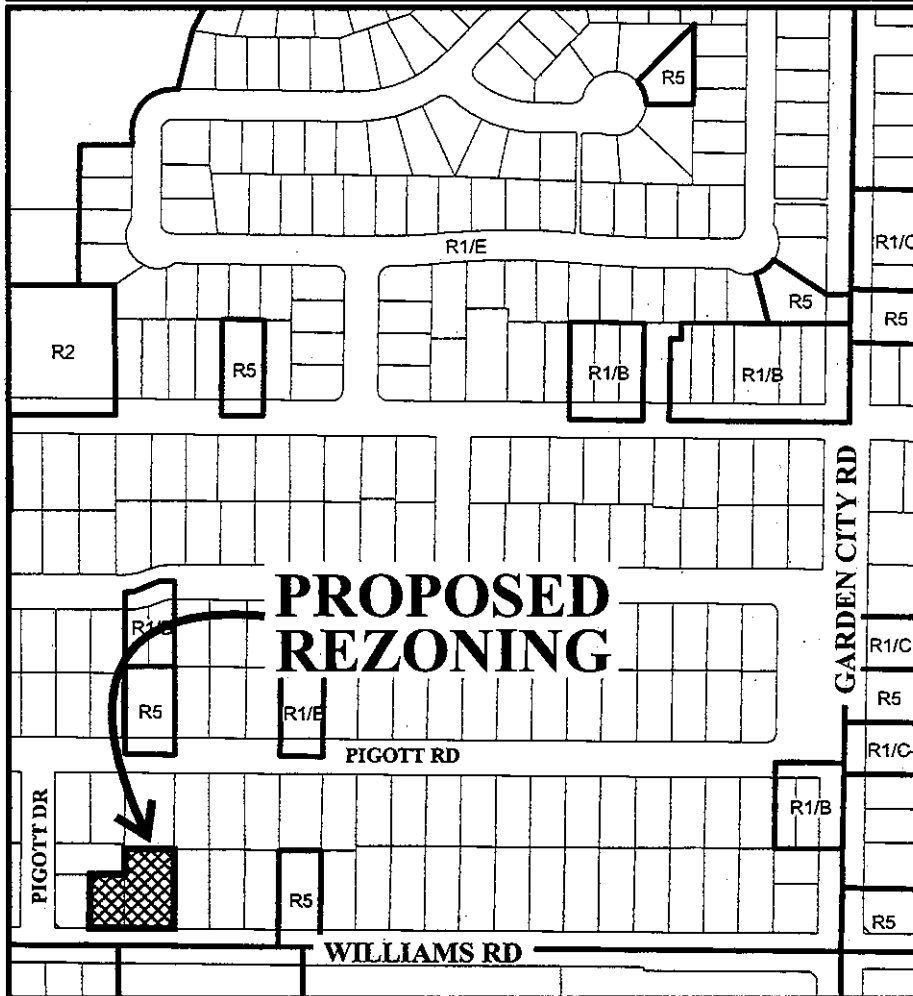 R5
R1/C
R1/E
R5
R5
R2
R5
R1/B
R1/B
GARDEN CITY RD
PROPOSED
REZONING
R1/C
R5
R5
R1/C
PIGOTT RD
R1/B
PIGOTT DR
R5
R5
WILLIAMS RD